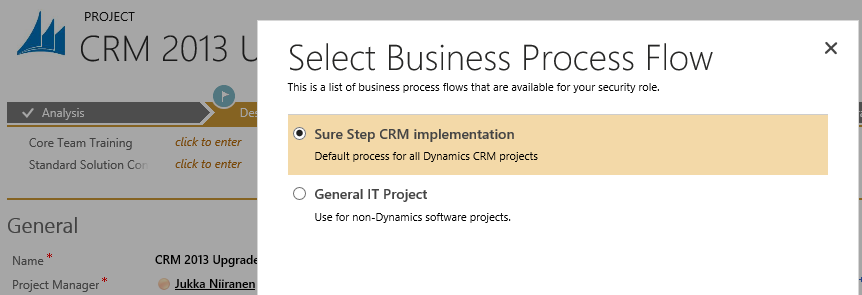 PROJECT
CRM 2013 Upg
Select Business Process Flow
This is a list of business process flows that are available for your security role.
Analysis
Core Team Training click to enter
Standard Solution click to enter
Sure Step CRM implementation
Default process for all Dynamics CRM projects
General IT Project
Use for non-Dynamics software projects.
General
Name* CRM 2013 Upgrade
Project Manager* Jukka Niiranen